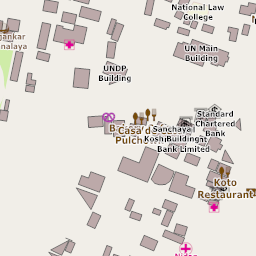 National Law
College
UN Main
Building
UNDP
Building
Standard
Chartered
Bank
Sanchaya
Kosh Building
Bank Limited
Casa de
Pulch
Koto
Restaurant